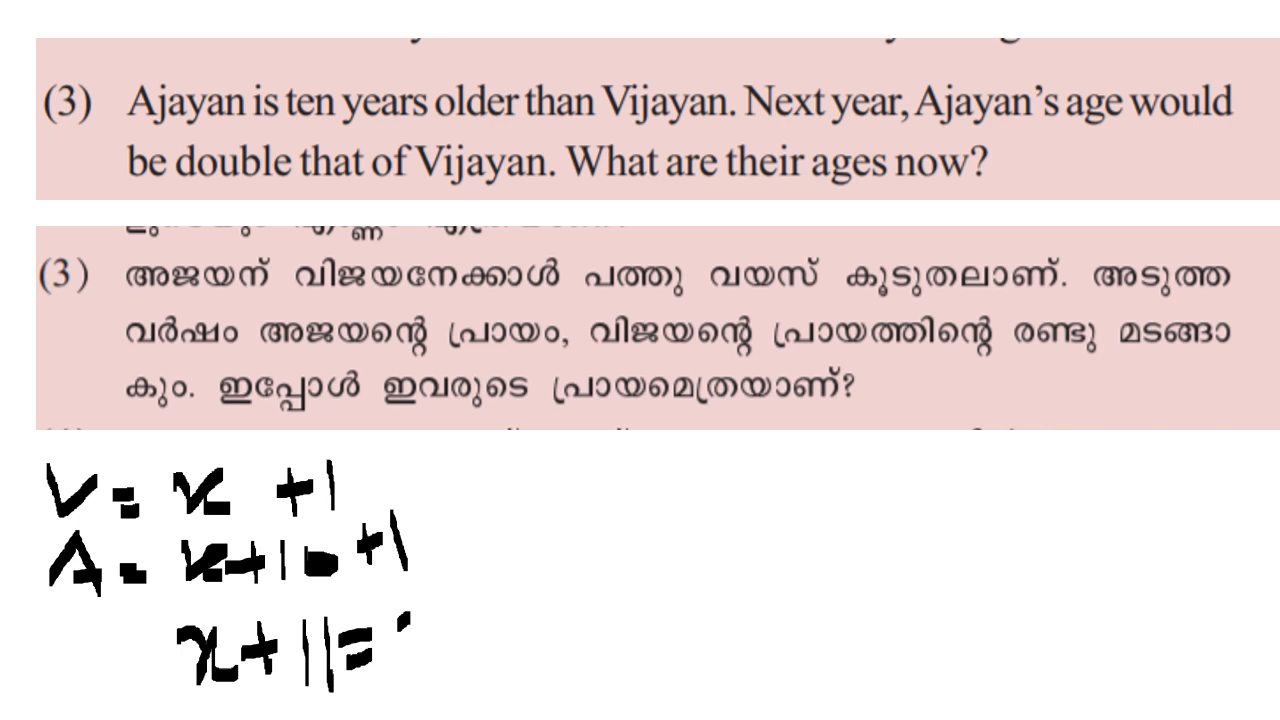 (3) Ajayan is ten years older than Vijayan. Next year, Ajayan’s age would
be double that of Vijayan. What are their ages now?
(3) അജയന് വിജയനേക്കാൾ പത്തു വയസ് കൂടുതലാണ്. അടുത്ത
വർഷം അജയന്റെ പ്രായം, വിജയന്റെ പ്രായത്തിന്റെ രണ്ടു മടങ്ങാ
കും. ഇപ്പോൾ ഇവരുടെ പ്രായമെത്രയാണ്?
V = x +1
A = x+10 +1
x+11=